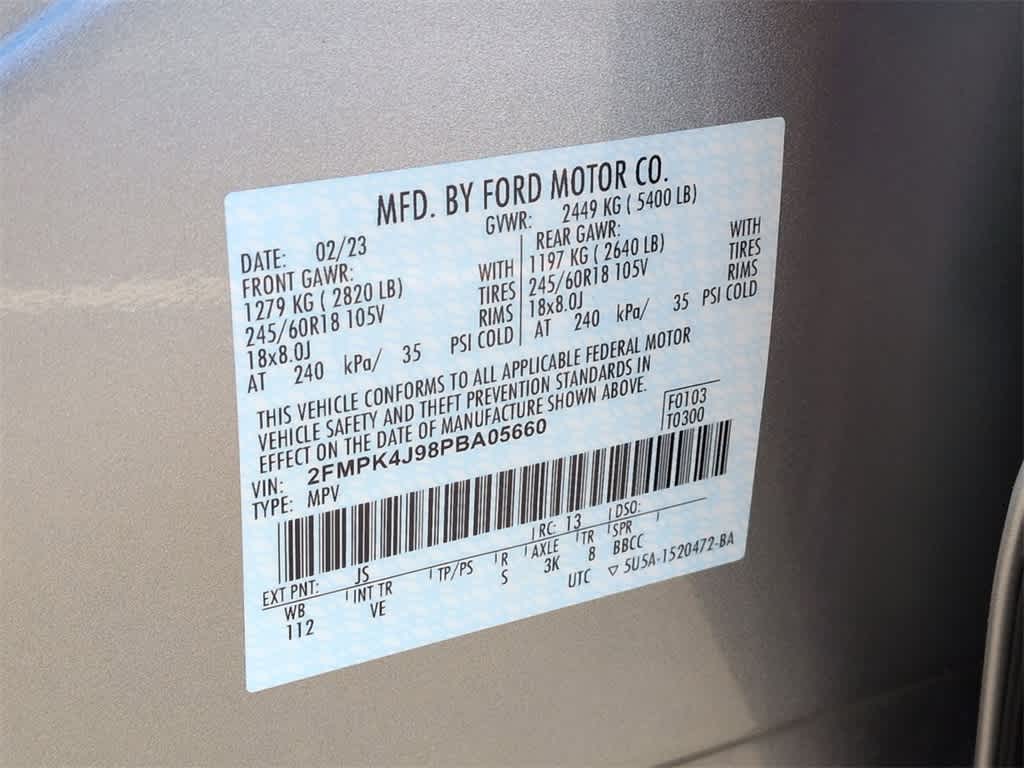 MFD. BY FORD MOTOR CO.
DATE: 02/23 GVWR: 2449 KG ( 5400 LB)
FRONT GAWR: REAR GAWR:
1279 KG ( 2820 LB) WITH 1197 KG ( 2640 LB) WITH
245/60R18 105V TIRES 245/60R18 105V TIRES
18x8.0J RIMS 18x8.0J RIMS
AT 240 kPa/ 35 PSI COLD AT 240 kPa/ 35 PSI COLD
THIS VEHICLE CONFORMS TO ALL APPLICABLE FEDERAL MOTOR
VEHICLE SAFETY AND THEFT PREVENTION STANDARDS IN
EFFECT ON THE DATE OF MANUFACTURE SHOWN ABOVE.
VIN: 2FMPK4J98PBA05660 F0103
TYPE: MPV T0300
EXT PNT: JS RC: 13 DSO:
WB INT TR TP/PS R AXLE TR SPR
112 VE S 3K 8 BBCC
UTC ▽ 5U5A-1520472-BA